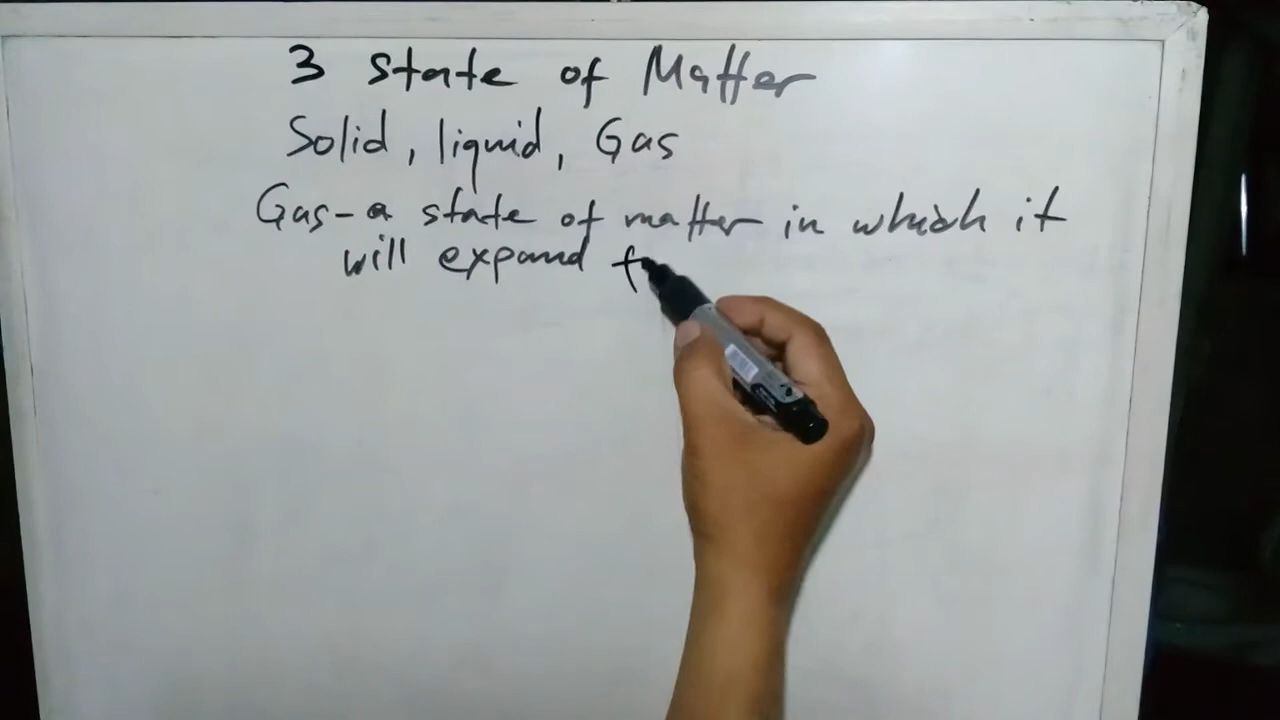 3 state of Matter
Solid, liquid, Gas
Gas - a state of matter in which it
will expand